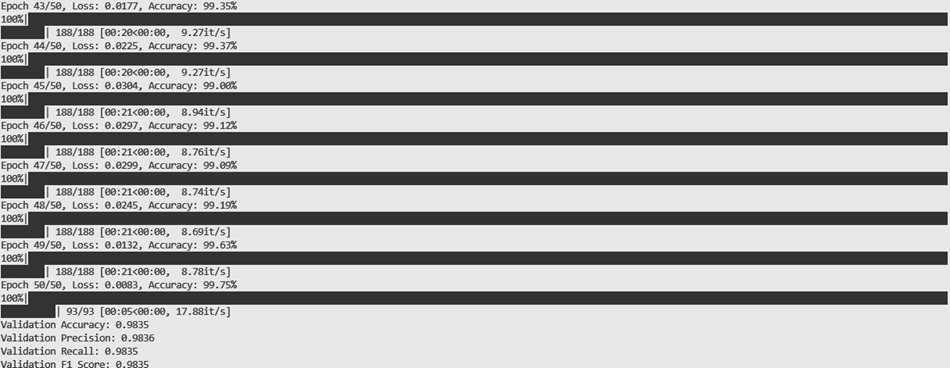 Epoch 43/50, Loss: 0.0177, Accuracy: 99.35%
100%|
| 188/188 [00:20<00:00,  9.27it/s]
Epoch 44/50, Loss: 0.0225, Accuracy: 99.37%
100%|
| 188/188 [00:20<00:00,  9.27it/s]
Epoch 45/50, Loss: 0.0304, Accuracy: 99.00%
100%|
| 188/188 [00:21<00:00,  8.94it/s]
Epoch 46/50, Loss: 0.0297, Accuracy: 99.12%
100%|
| 188/188 [00:21<00:00,  8.76it/s]
Epoch 47/50, Loss: 0.0299, Accuracy: 99.09%
100%|
| 188/188 [00:21<00:00,  8.74it/s]
Epoch 48/50, Loss: 0.0245, Accuracy: 99.19%
100%|
| 188/188 [00:21<00:00,  8.69it/s]
Epoch 49/50, Loss: 0.0132, Accuracy: 99.63%
100%|
| 188/188 [00:21<00:00,  8.78it/s]
Epoch 50/50, Loss: 0.0083, Accuracy: 99.75%
100%|
| 93/93 [00:05<00:00, 17.88it/s]
Validation Accuracy: 0.9835
Validation Precision: 0.9836
Validation Recall: 0.9835
Validation F1 Score: 0.9835